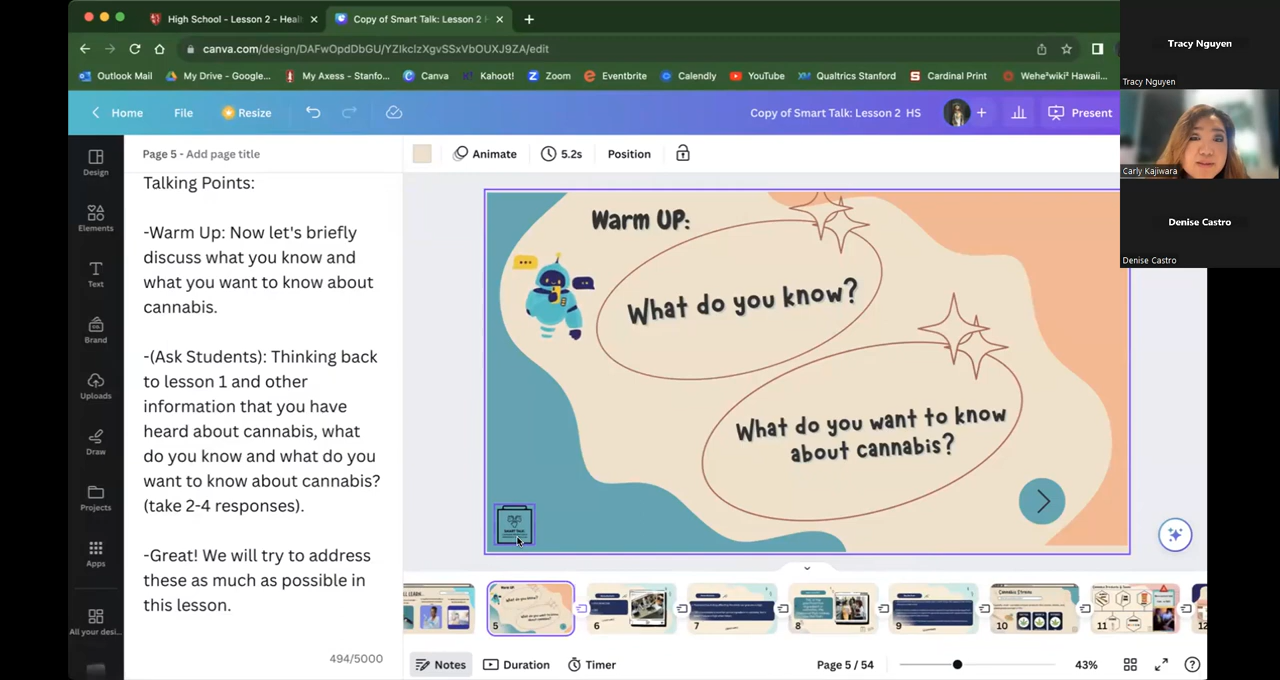 High School - Lesson 2 - Heal
Copy of Smart Talk: Lesson 2 H
canva.com/design/DAFwOpdDbGU/YZIkclzXgvSSxVbOUXJ9ZA/edit
Outlook Mail
My Drive - Google...
My Axess - Stanfo...
Canva
Kahoot!
Zoom
Eventbrite
Calendly
YouTube
Qualtrics Stanford
Cardinal Print
Wehe²wiki² Hawaii...
Home
File
Resize
Copy of Smart Talk: Lesson 2 HS
Present
Page 5 - Add page title
Animate
5.2s
Position
Design
Elements
Text
Brand
Uploads
Draw
Projects
Apps
All your desi...
Talking Points:
-Warm Up: Now let's briefly
discuss what you know and
what you want to know about
cannabis.
-(Ask Students): Thinking back
to lesson 1 and other
information that you have
heard about cannabis, what
do you know and what do you
want to know about cannabis?
(take 2-4 responses).
-Great! We will try to address
these as much as possible in
this lesson.
494/5000
Warm UP:
What do you know?
What do you want to know
about cannabis?
SMART TALK
5
6
7
8
9
10
11
12
Notes
Duration
Timer
Page 5 / 54
43%
Tracy Nguyen
Tracy Nguyen
Carly Kajiwara
Denise Castro
Denise Castro